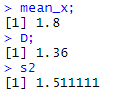 > mean_x;
[1] 1.8
> D;
[1] 1.36
> s2
[1] 1.511111